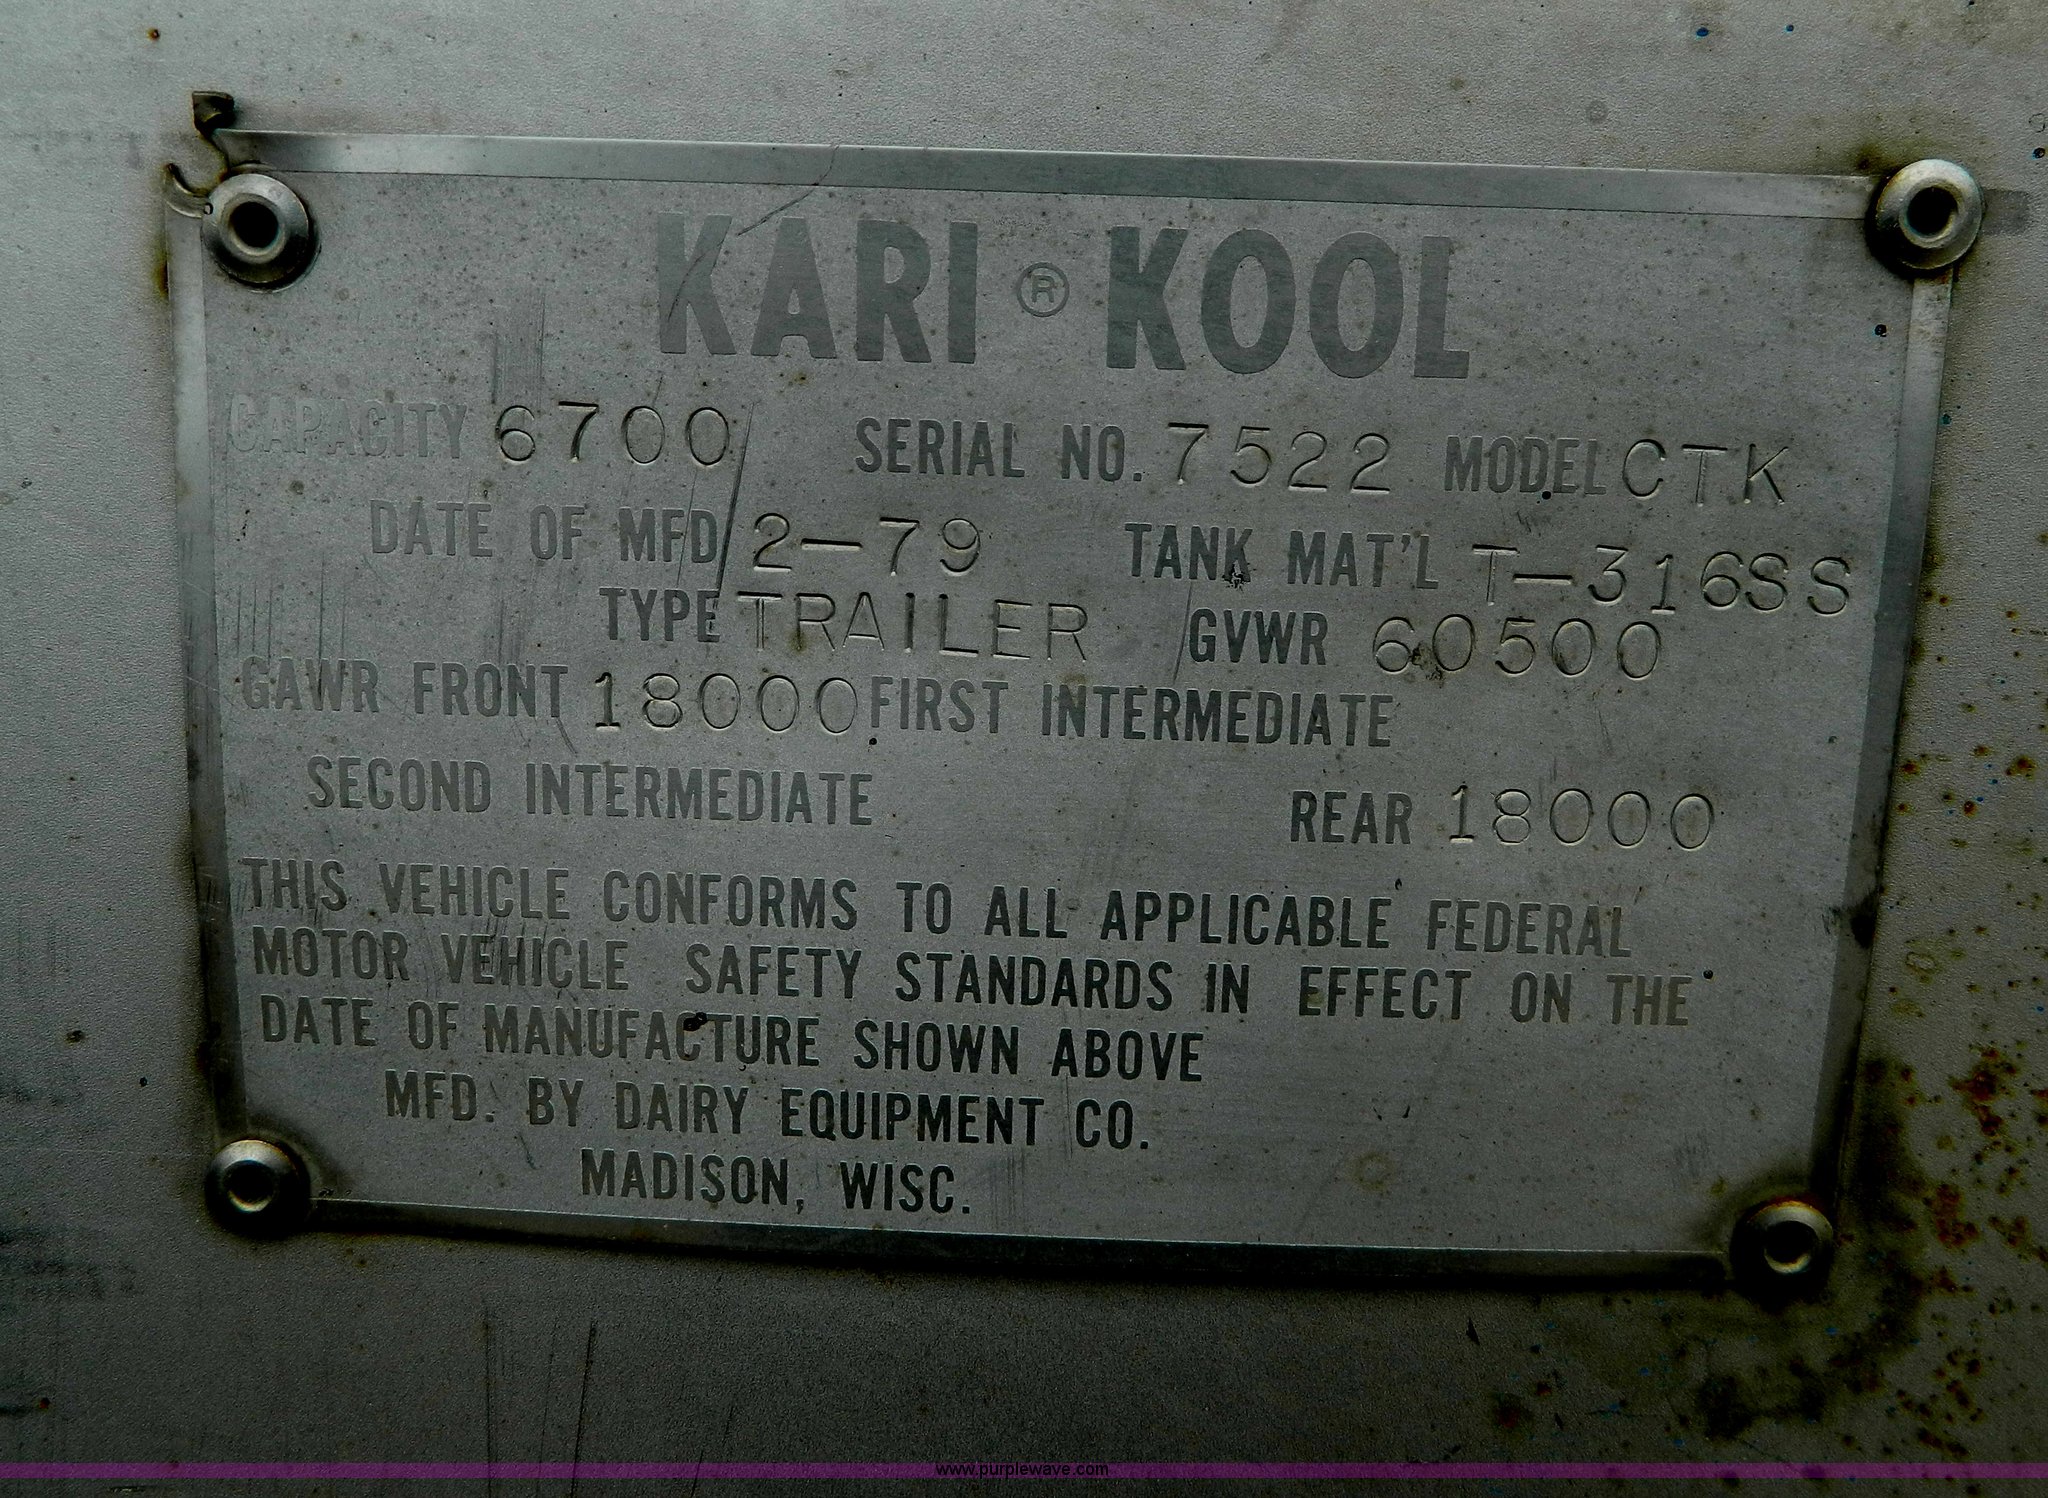 KARI ® KOOL
CAPACITY 6700 SERIAL NO. 7522 MODEL CTK
DATE OF MFD 2-79 TANK MAT'L T-316SS
TYPE TRAILER GVWR 60500
GAWR FRONT 18000 FIRST INTERMEDIATE
SECOND INTERMEDIATE REAR 18000
THIS VEHICLE CONFORMS TO ALL APPLICABLE FEDERAL
MOTOR VEHICLE SAFETY STANDARDS IN EFFECT ON THE
DATE OF MANUFACTURE SHOWN ABOVE
MFD. BY DAIRY EQUIPMENT CO.
MADISON, WISC.
www.purplewave.com